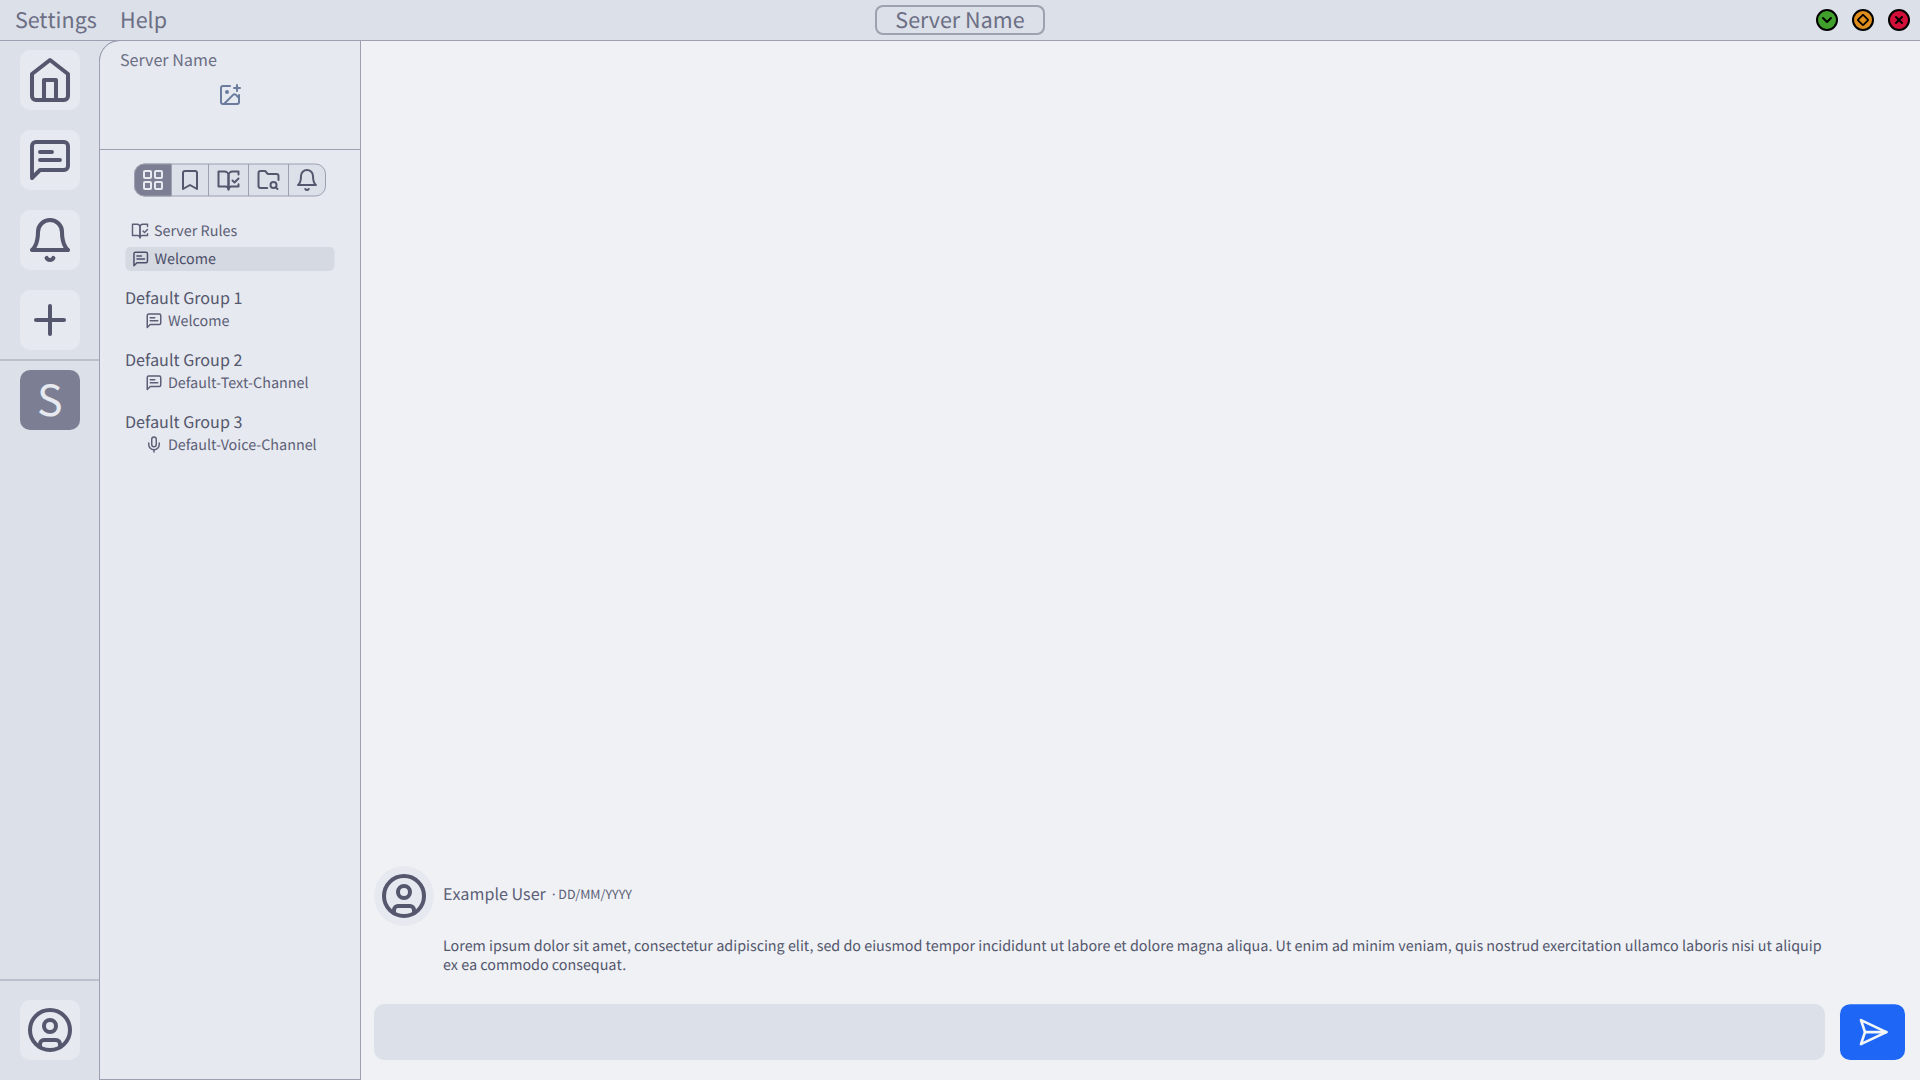 Settings Help Server Name
Server Name
Server Rules
Welcome
Default Group 1
Welcome
Default Group 2
Default-Text-Channel
Default Group 3
Default-Voice-Channel
S
Example User · DD/MM/YYYY
Lorem ipsum dolor sit amet, consectetur adipiscing elit, sed do eiusmod tempor incididunt ut labore et dolore magna aliqua. Ut enim ad minim veniam, quis nostrud exercitation ullamco laboris nisi ut aliquip
ex ea commodo consequat.